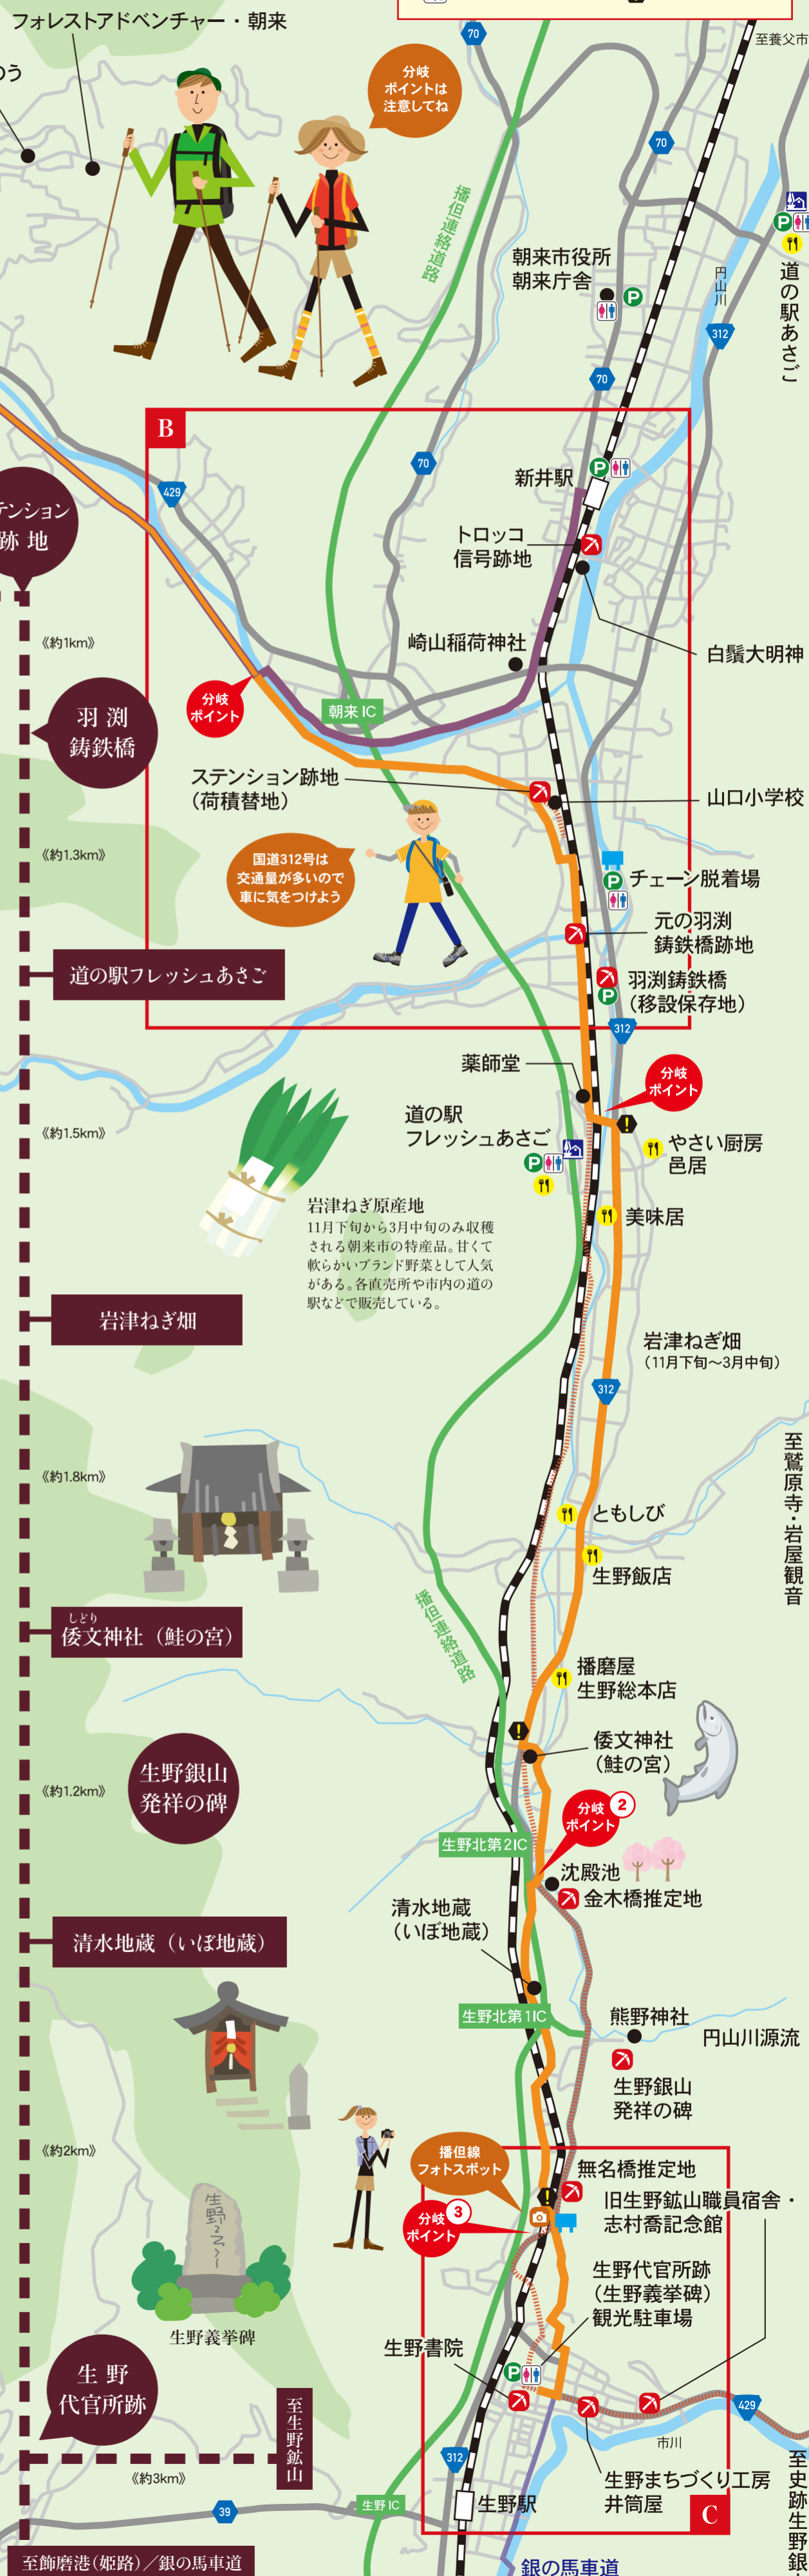 フォレストアドベンチャー・朝来
70
至養父市
のう
分岐
ポイントは
注意してね
70
播但連絡道路
朝来市役所
朝来庁舎
P
円山川
P
道の駅あさご
312
70
B
429
70
新井駅
P
テンション
跡 地
トロッコ
信号跡地
《約1km》
崎山稲荷神社
白鬚大明神
分岐
ポイント
羽 渕
鋳鉄橋
朝来IC
ステンション跡地
(荷積替地)
山口小学校
《約1.3km》
国道312号は
交通量が多いので
車に気をつけよう
P
チェーン脱着場
元の羽渕
鋳鉄橋跡地
道の駅フレッシュあさご
P
羽渕鋳鉄橋
(移設保存地)
312
薬師堂
分岐
ポイント
《約1.5km》
道の駅
フレッシュあさご
P
!
やさい厨房
邑居
岩津ねぎ原産地
11月下旬から3月中旬のみ収穫
される朝来市の特産品。甘くて
軟らかいブランド野菜として人気
がある。各直売所や市内の道の
駅などで販売している。
美味居
岩津ねぎ畑
岩津ねぎ畑
(11月下旬〜3月中旬)
312
至鷲原寺・岩屋観音
《約1.8km》
ともしび
生野飯店
播但連絡道路
しどり
倭文神社(鮭の宮)
播磨屋
生野総本店
!
倭文神社
(鮭の宮)
生野銀山
発祥の碑
《約1.2km》
分岐
ポイント
2
生野北第2IC
沈殿池
金木橋推定地
清水地蔵
(いぼ地蔵)
清水地蔵(いぼ地蔵)
生野北第1IC
熊野神社
円山川源流
生野銀山
発祥の碑
《約2km》
播但線
フォトスポット
無名橋推定地
!
旧生野鉱山職員宿舎・
志村喬記念館
分岐
ポイント
3
生野義挙碑
生野代官所跡
(生野義挙碑)
観光駐車場
生野書院
P
生 野
代官所跡
至生野鉱山
429
市川
《約3km》
312
生野まちづくり工房
井筒屋
至史跡生野銀
39
生野IC
生野駅
C
至飾磨港(姫路)/銀の馬車道
銀の馬車道